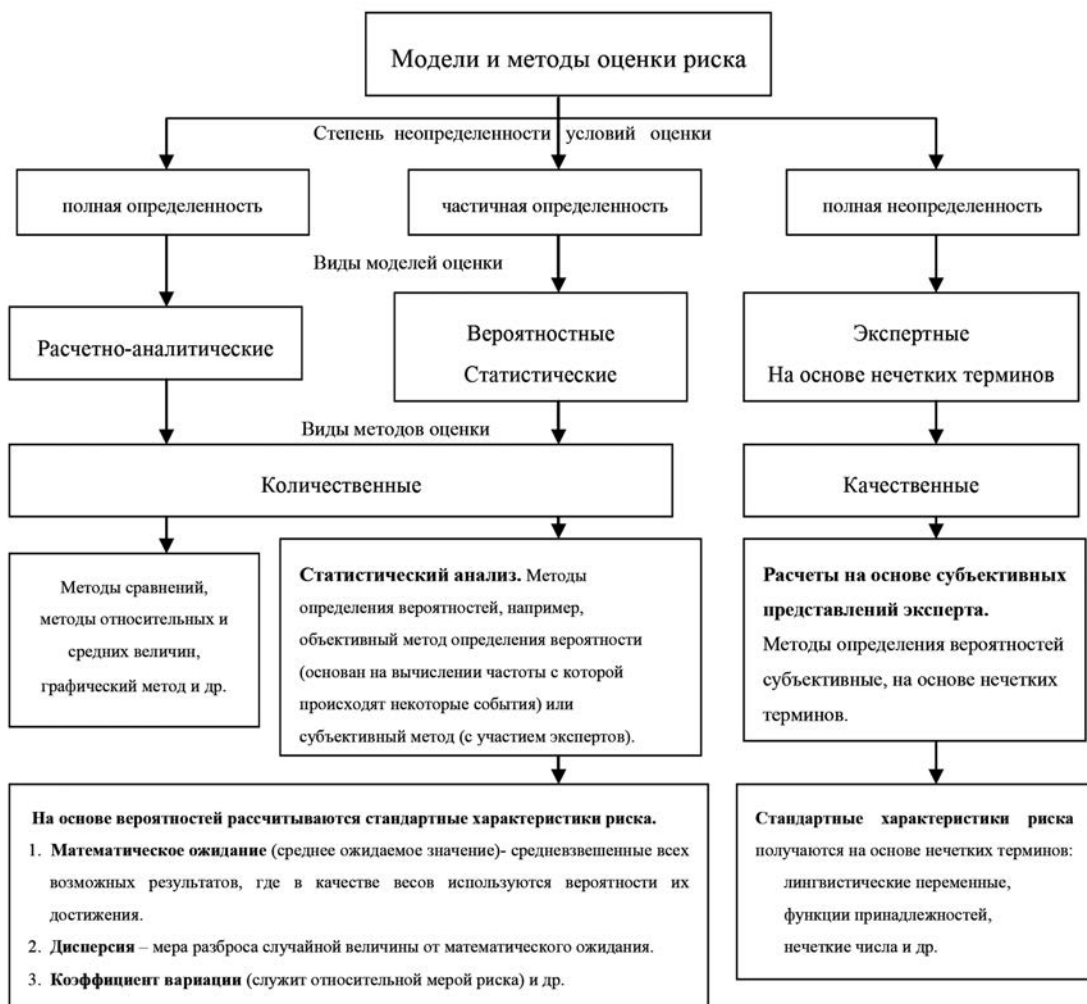 Модели и методы оценки риска
Степень неопределенности условий оценки
полная определенность
частичная определенность
полная неопределенность
Виды моделей оценки
Расчетно-аналитические
Вероятностные
Статистические
Экспертные
На основе нечетких терминов
Виды методов оценки
Количественные
Качественные
Методы сравнений,
методы относительных и
средних величин,
графический метод и др.
Статистический анализ. Методы
определения вероятностей, например,
объективный метод определения вероятности
(основан на вычислении частоты с которой
происходят некоторые события) или
субъективный метод (с участием экспертов).
Расчеты на основе субъективных
представлений эксперта.
Методы определения вероятностей
субъективные, на основе нечетких
терминов.
На основе вероятностей рассчитываются стандартные характеристики риска.
1. Математическое ожидание (среднее ожидаемое значение)- средневзвешенные всех
возможных результатов, где в качестве весов используются вероятности их
достижения.
2. Дисперсия – мера разброса случайной величины от математического ожидания.
3. Коэффициент вариации (служит относительной мерой риска) и др.
Стандартные характеристики риска
получаются на основе нечетких терминов:
лингвистические переменные,
функции принадлежностей,
нечеткие числа и др.